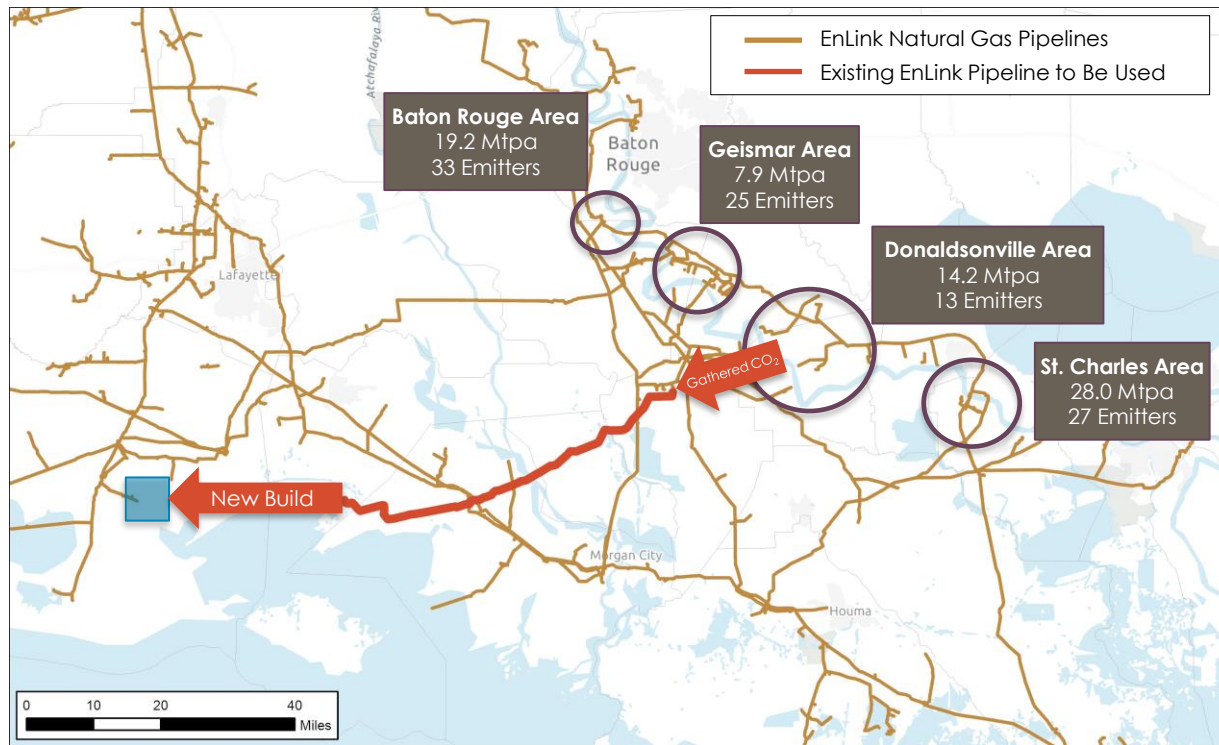 EnLink Natural Gas Pipelines
Existing EnLink Pipeline to Be Used
Atchafalaya Riv
Baton Rouge Area
19.2 Mtpa
33 Emitters
Baton
Rouge
Geismar Area
7.9 Mtpa
25 Emitters
Donaldsonville Area
14.2 Mtpa
13 Emitters
Lafayette
St. Charles Area
28.0 Mtpa
27 Emitters
Gathered CO₂
New Build
Morgan City
Houma
0 10 20 40
Miles